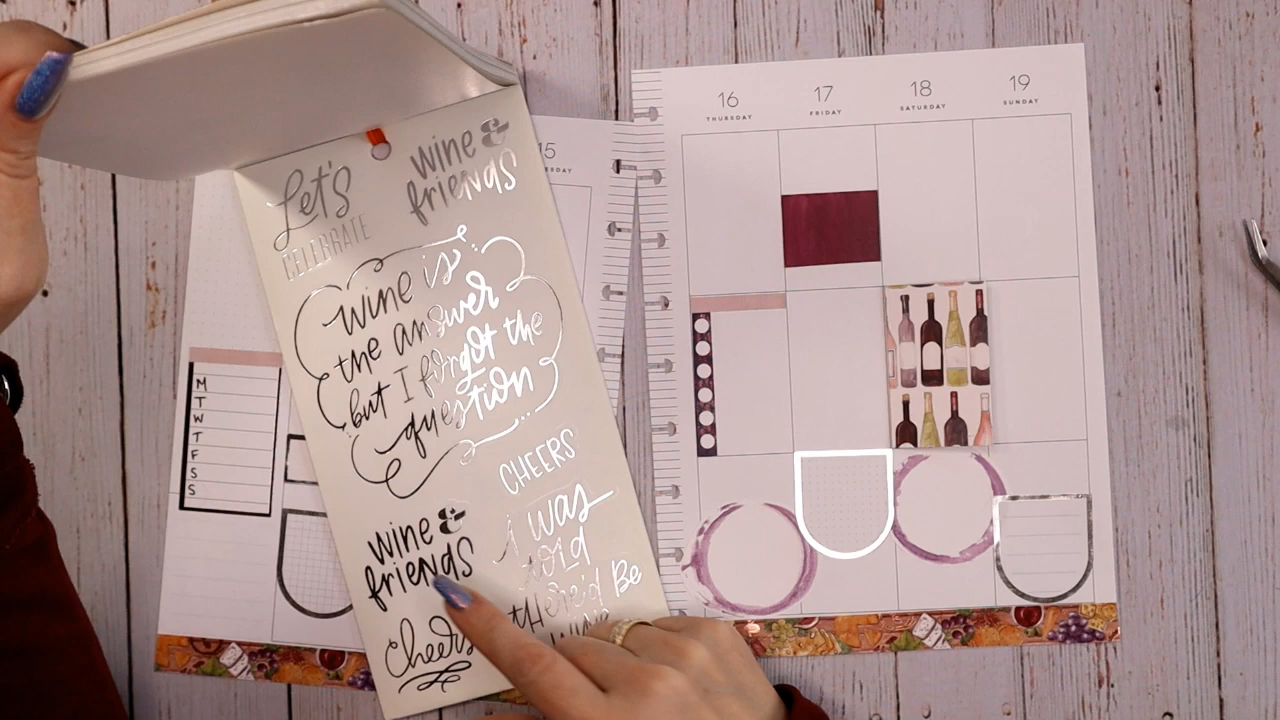 Let's
CELEBRATE
wine &
friends
wine is
the answer
but I forgot the
question
CHEERS
wine &
friends
I was
told
there'd Be
wine
cheers
15
16
THURSDAY
17
FRIDAY
18
SATURDAY
19
SUNDAY
M
T
W
T
F
S
S